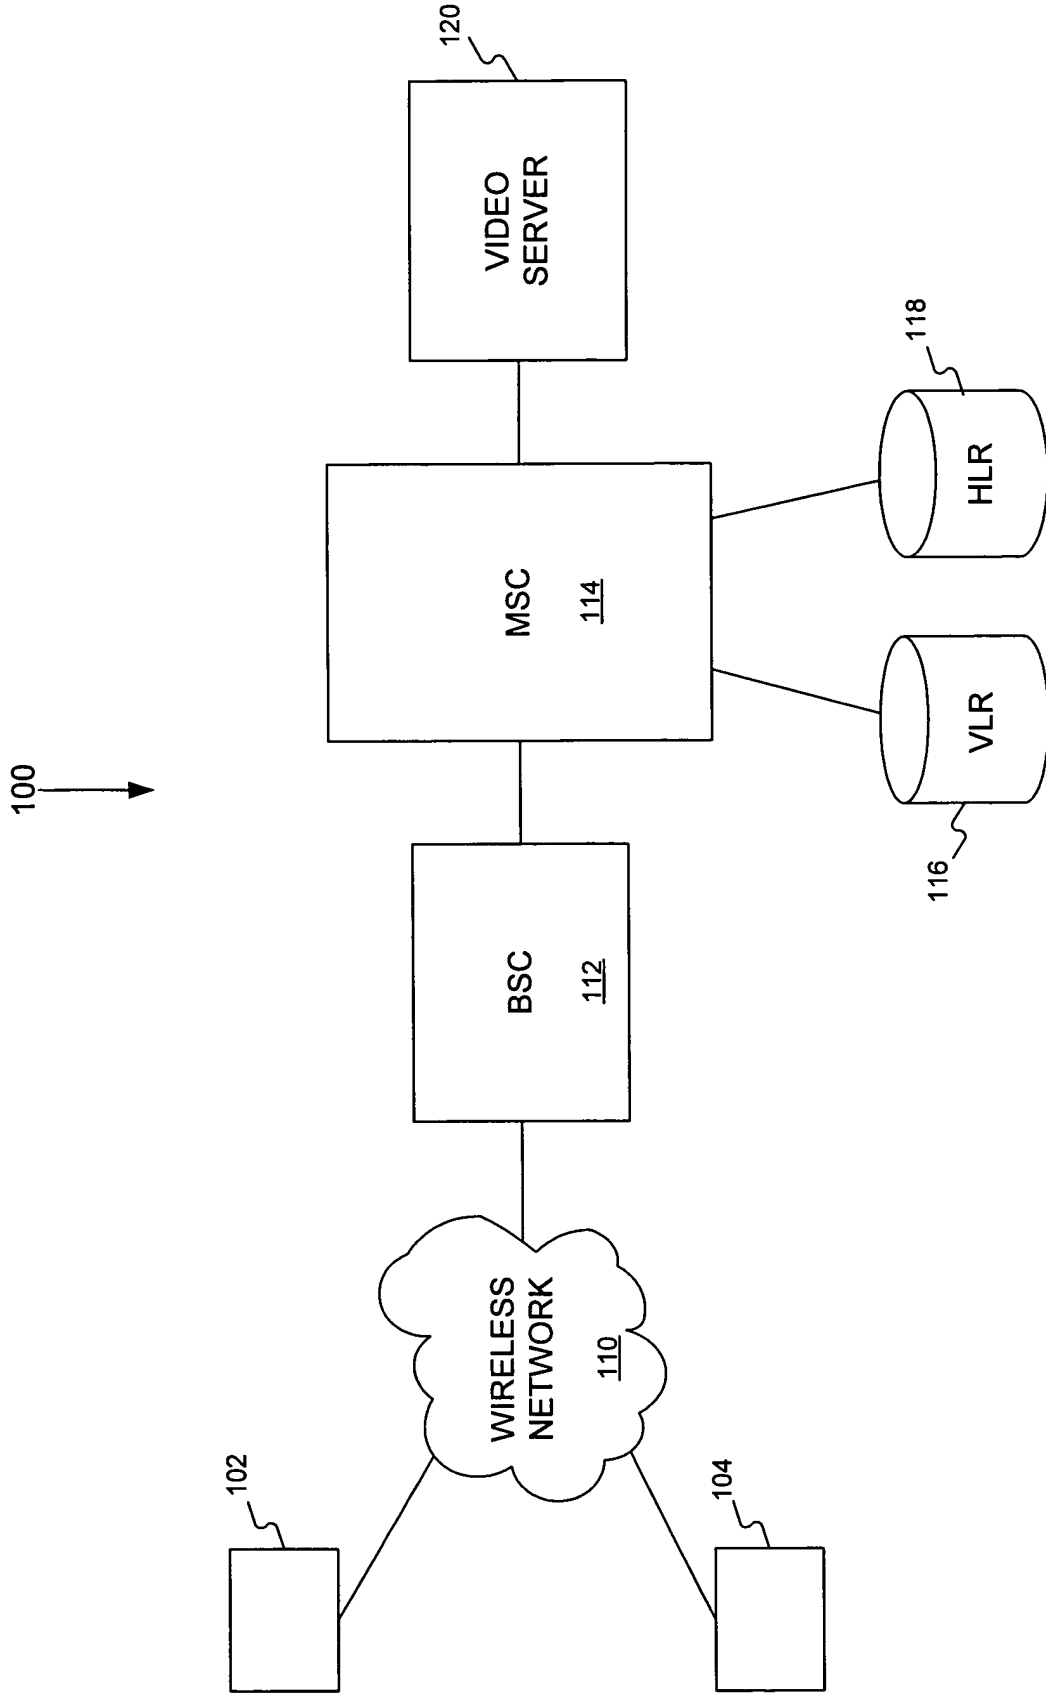 100
102
104
WIRELESS
NETWORK
110
BSC
112
MSC
114
VLR
116
HLR
118
VIDEO
SERVER
120